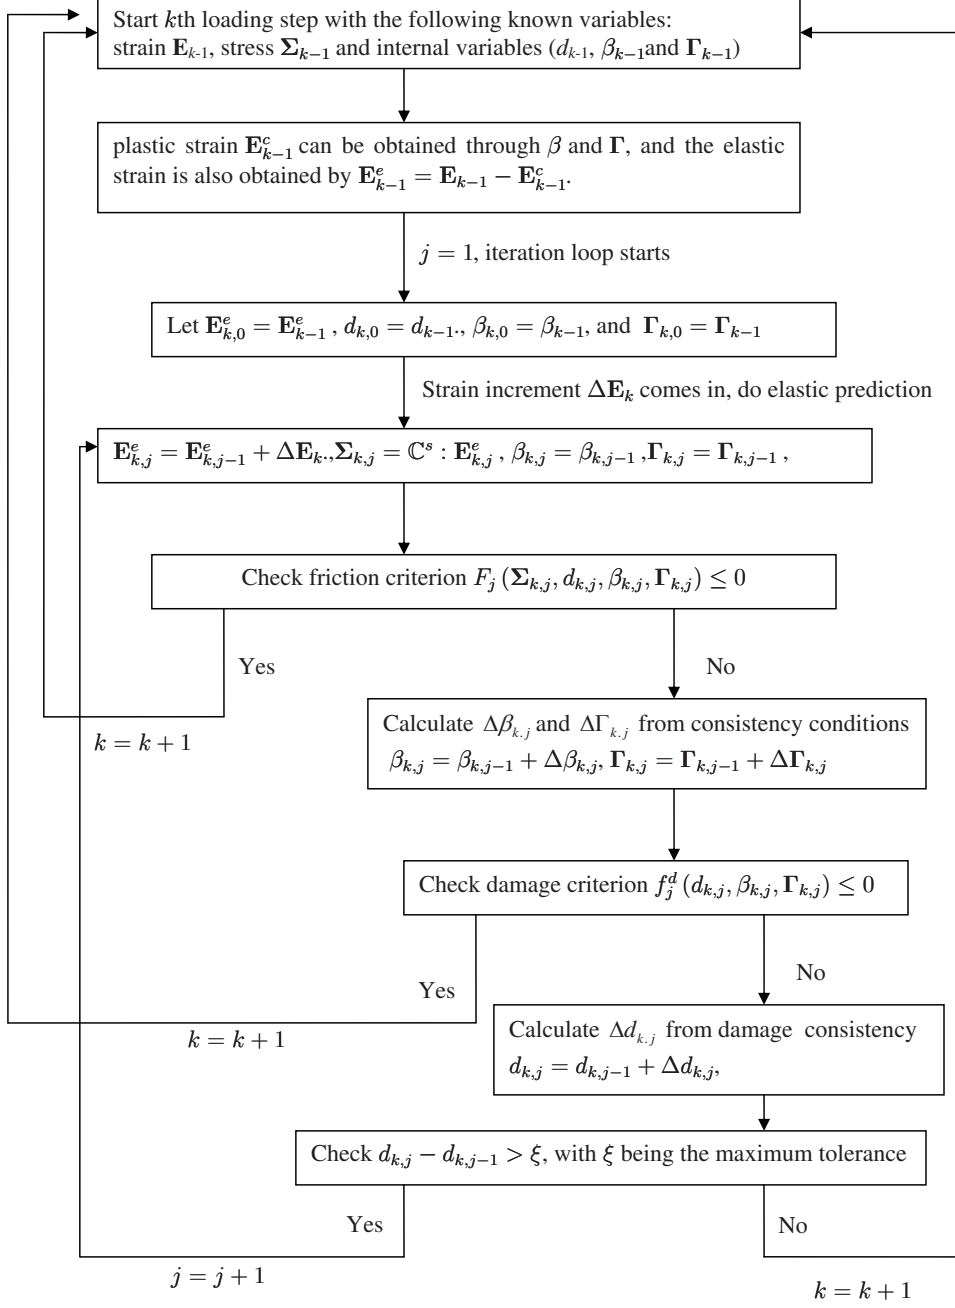 Start kth loading step with the following known variables:
strain E_{k-1}, stress Σ_{k−1} and internal variables (d_{k-1}, β_{k−1} and Γ_{k−1})
plastic strain E^c_{k−1} can be obtained through β and Γ, and the elastic
strain is also obtained by E^e_{k−1} = E_{k−1} − E^c_{k−1}.
j = 1, iteration loop starts
Let E^e_{k,0} = E^e_{k−1} , d_{k,0} = d_{k−1}., β_{k,0} = β_{k−1}, and Γ_{k,0} = Γ_{k−1}
Strain increment ΔE_k comes in, do elastic prediction
E^e_{k,j} = E^e_{k,j−1} + ΔE_k.,Σ_{k,j} = ℂ^s : E^e_{k,j} , β_{k,j} = β_{k,j−1} ,Γ_{k,j} = Γ_{k,j−1} ,
Check friction criterion F_j (Σ_{k,j}, d_{k,j}, β_{k,j}, Γ_{k,j}) ≤ 0
Yes
No
k = k + 1
Calculate Δβ_{k.j} and ΔΓ_{k.j} from consistency conditions
β_{k,j} = β_{k,j−1} + Δβ_{k,j}, Γ_{k,j} = Γ_{k,j−1} + ΔΓ_{k,j}
Check damage criterion f^d_j (d_{k,j}, β_{k,j}, Γ_{k,j}) ≤ 0
Yes
No
k = k + 1
Calculate Δd_{k.j} from damage consistency
d_{k,j} = d_{k,j−1} + Δd_{k,j},
Check d_{k,j} − d_{k,j−1} > ξ, with ξ being the maximum tolerance
Yes
No
j = j + 1
k = k + 1